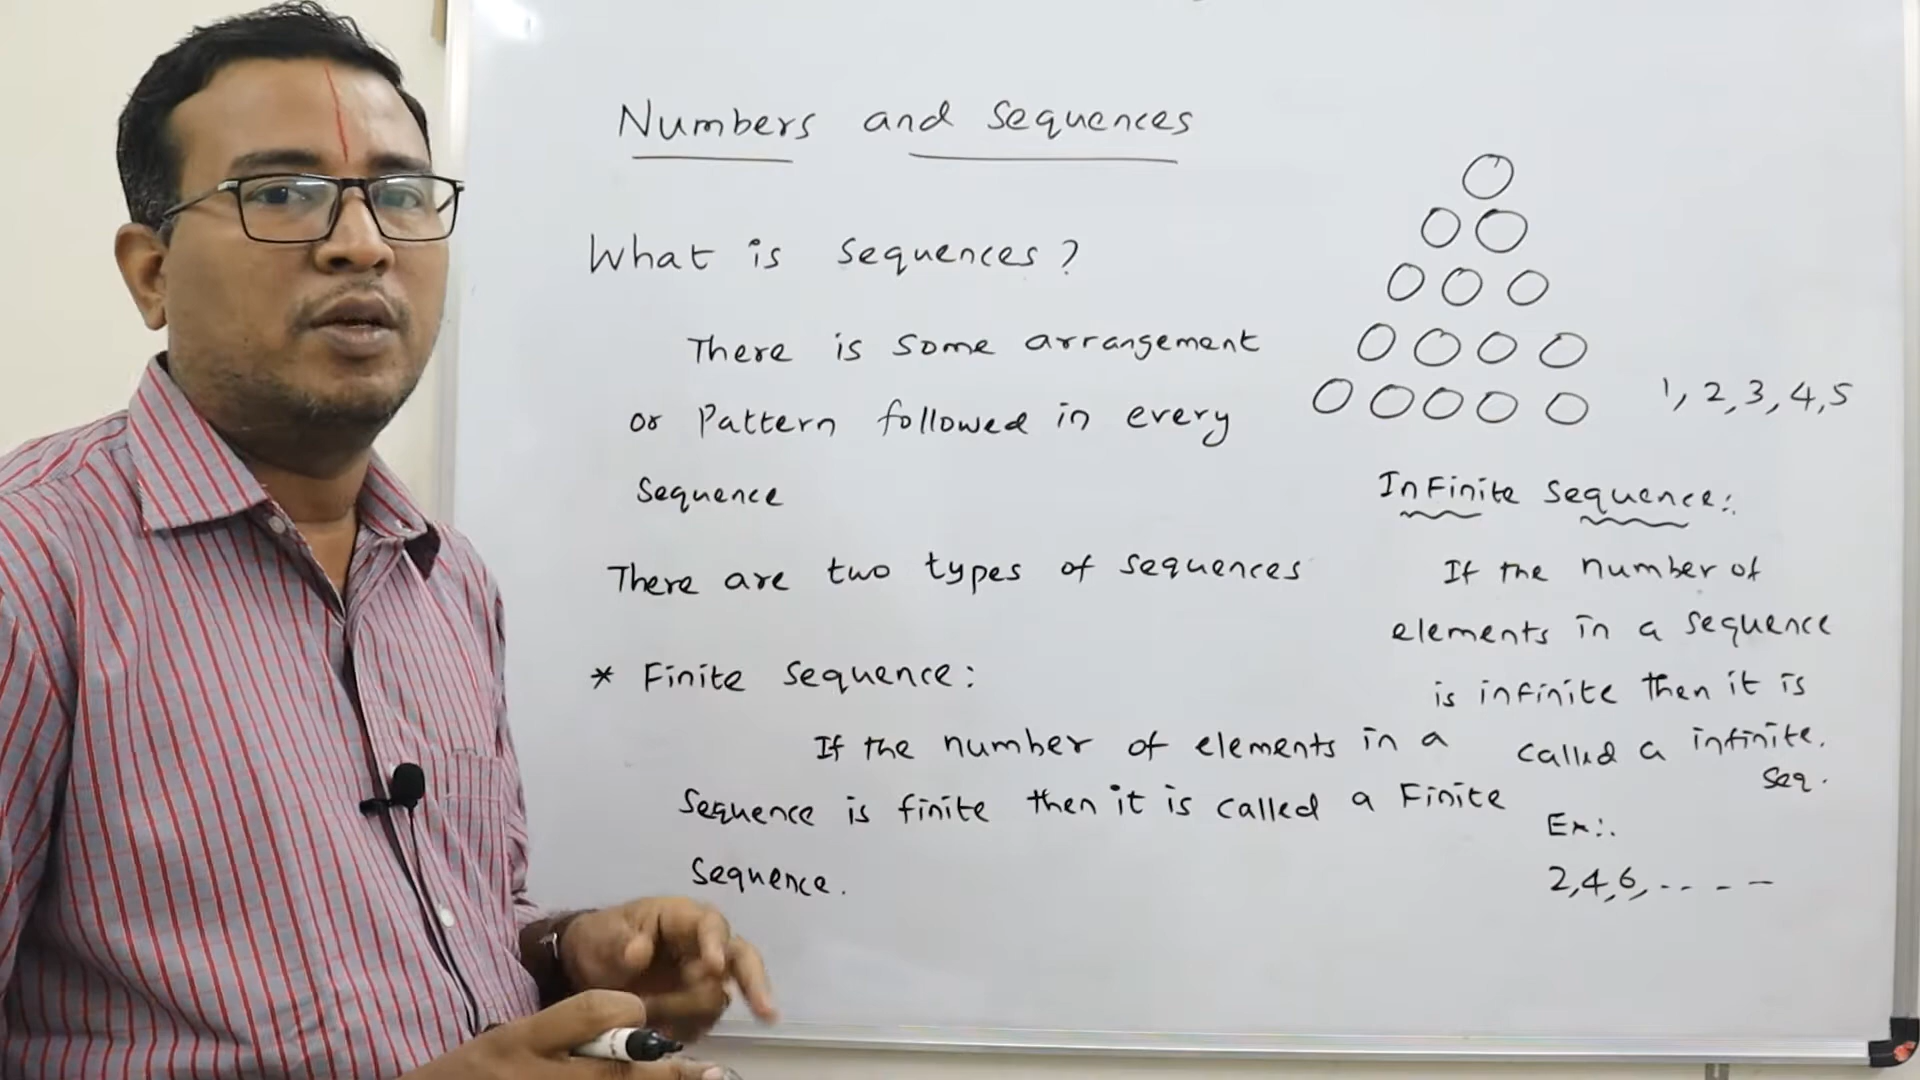 Numbers and Sequences
What is sequences?
There is some arrangement
or Pattern followed in every
Sequence
There are two types of sequences
* Finite Sequence:
If the number of elements in a
Sequence is finite then it is called a Finite
Sequence.
1, 2, 3, 4, 5
Infinite Sequence:.
If the number of
elements in a sequence
is infinite then it is
called a infinite.
seq.
Ex:.
2,4,6, - - - -